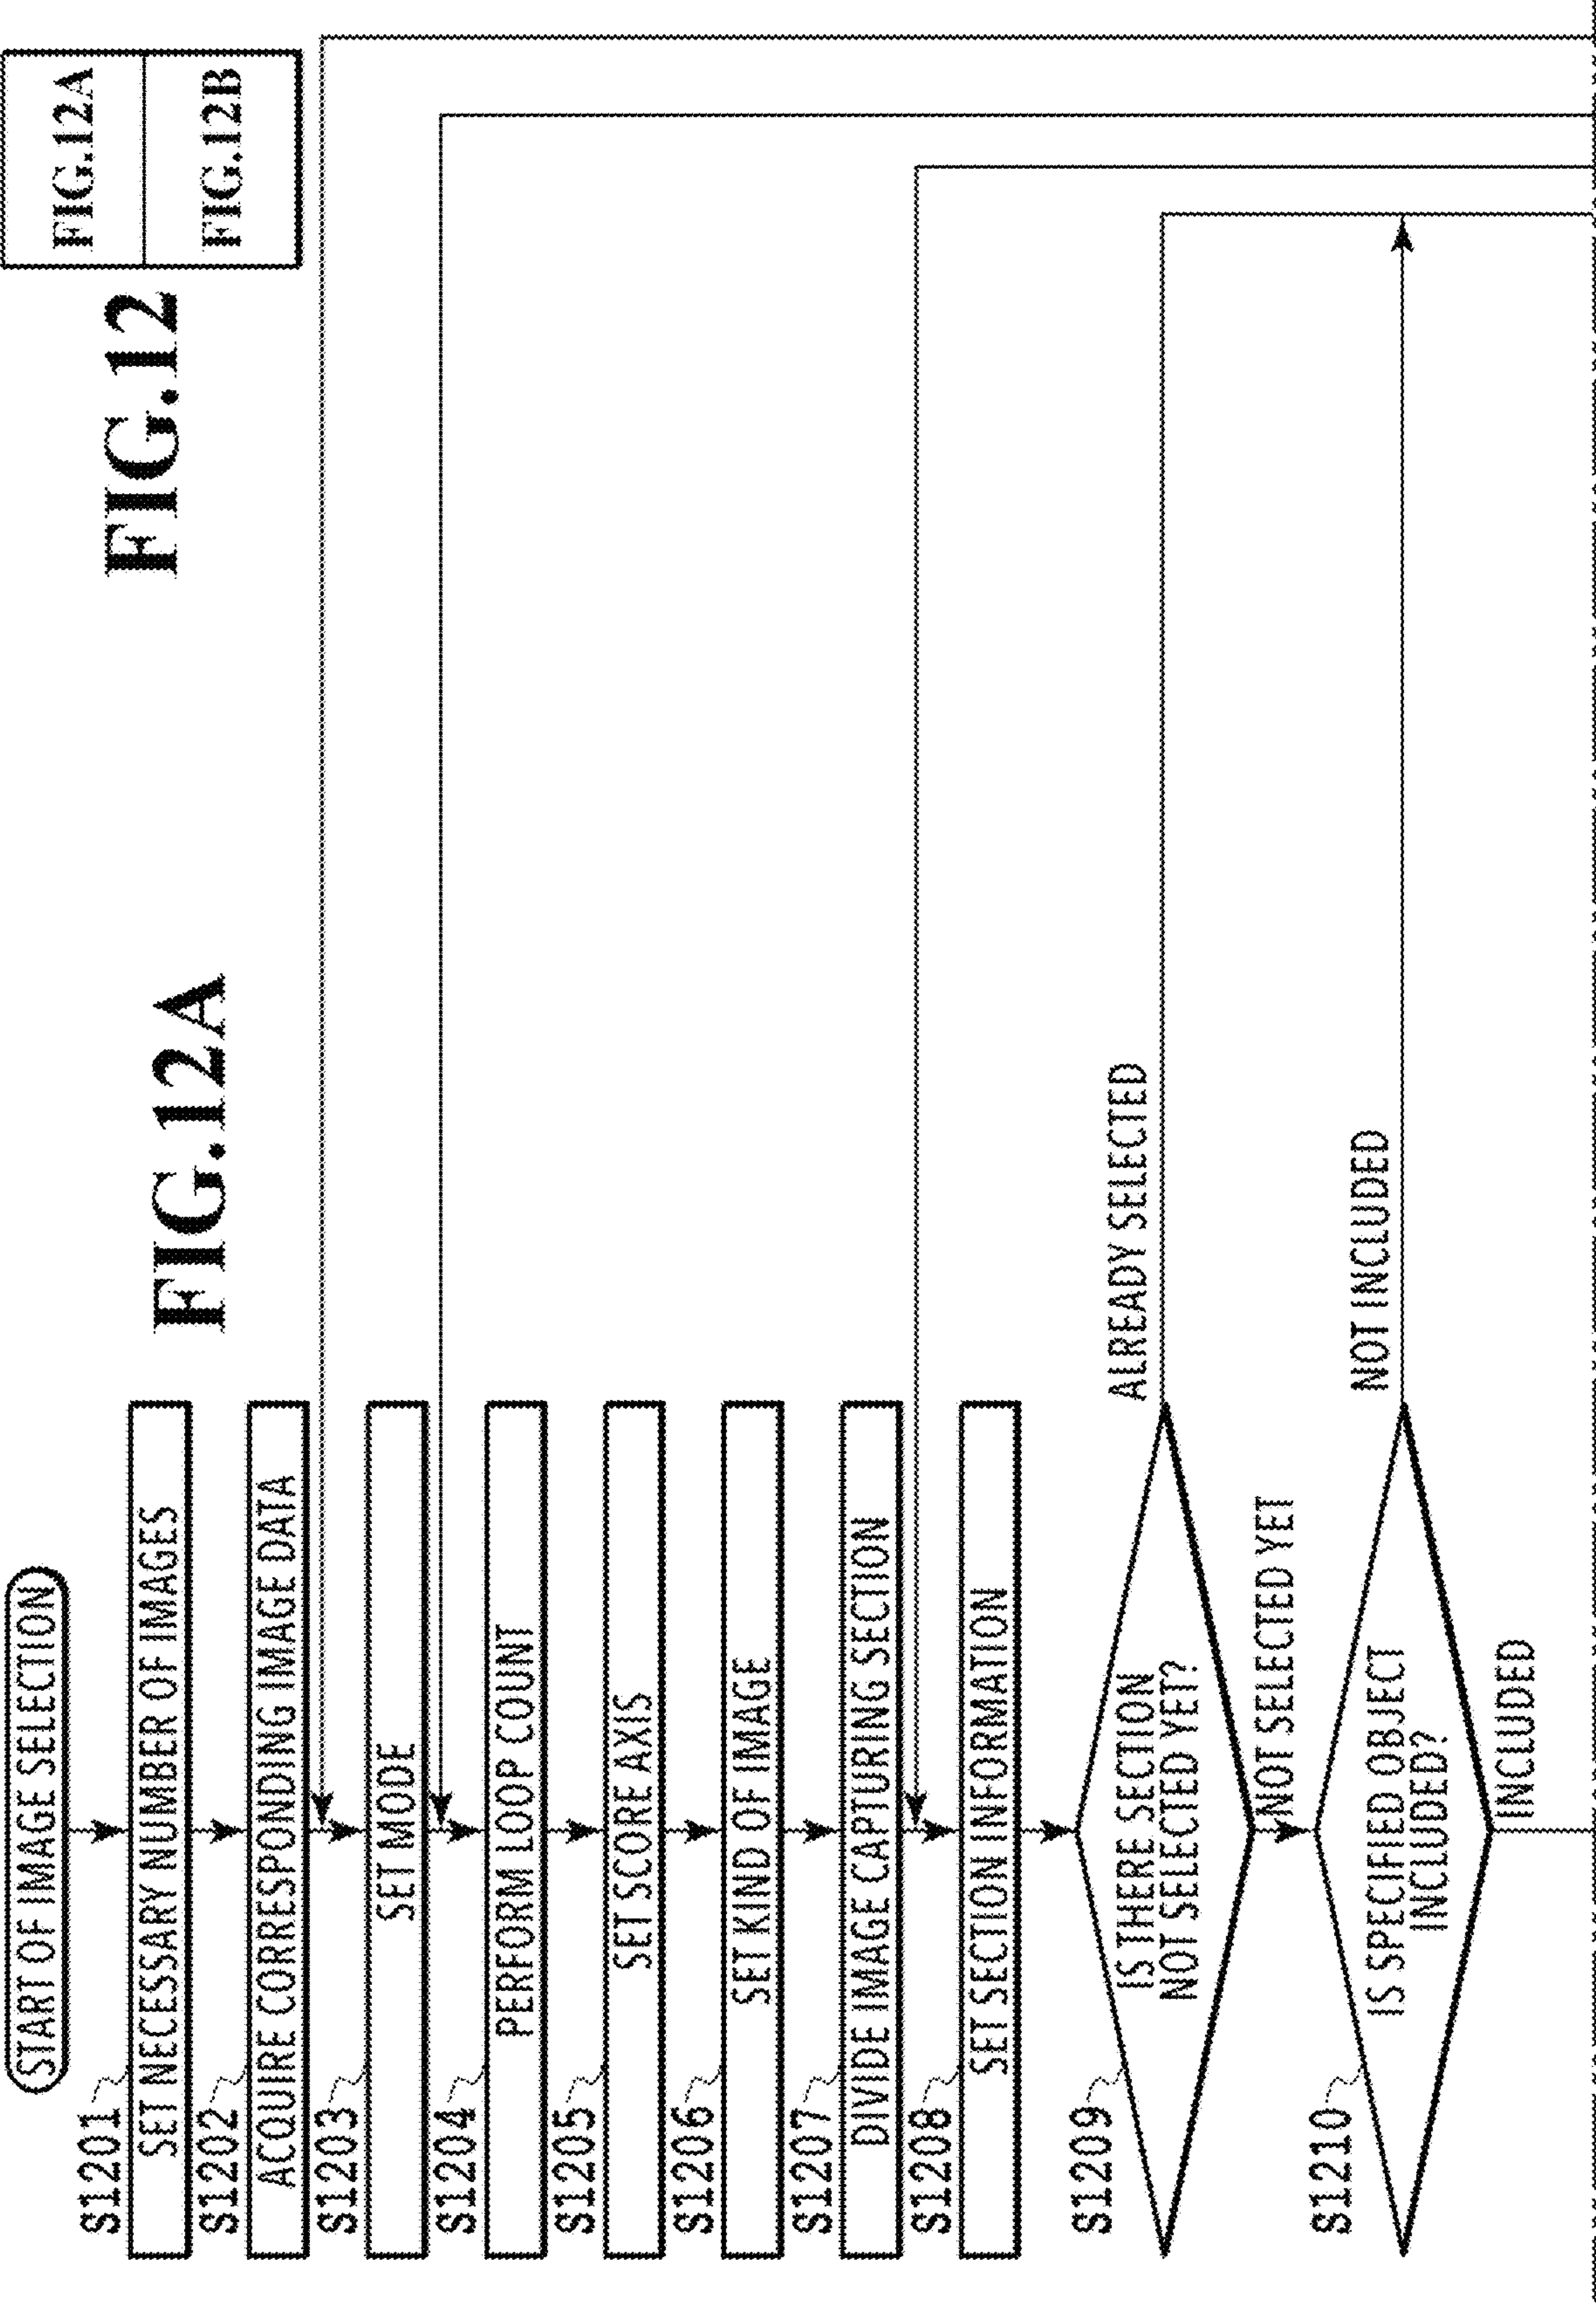 FIG.12A
FIG.12B
FIG.12
FIG.12A
START OF IMAGE SELECTION
S1201
SET NECESSARY NUMBER OF IMAGES
S1202
ACQUIRE CORRESPONDING IMAGE DATA
S1203
SET MODE
S1204
PERFORM LOOP COUNT
S1205
SET SCORE AXIS
S1206
SET KIND OF IMAGE
S1207
DIVIDE IMAGE CAPTURING SECTION
S1208
SET SECTION INFORMATION
S1209
IS THERE SECTION
NOT SELECTED YET?
ALREADY SELECTED
NOT SELECTED YET
S1210
IS SPECIFIED OBJECT
INCLUDED?
NOT INCLUDED
INCLUDED